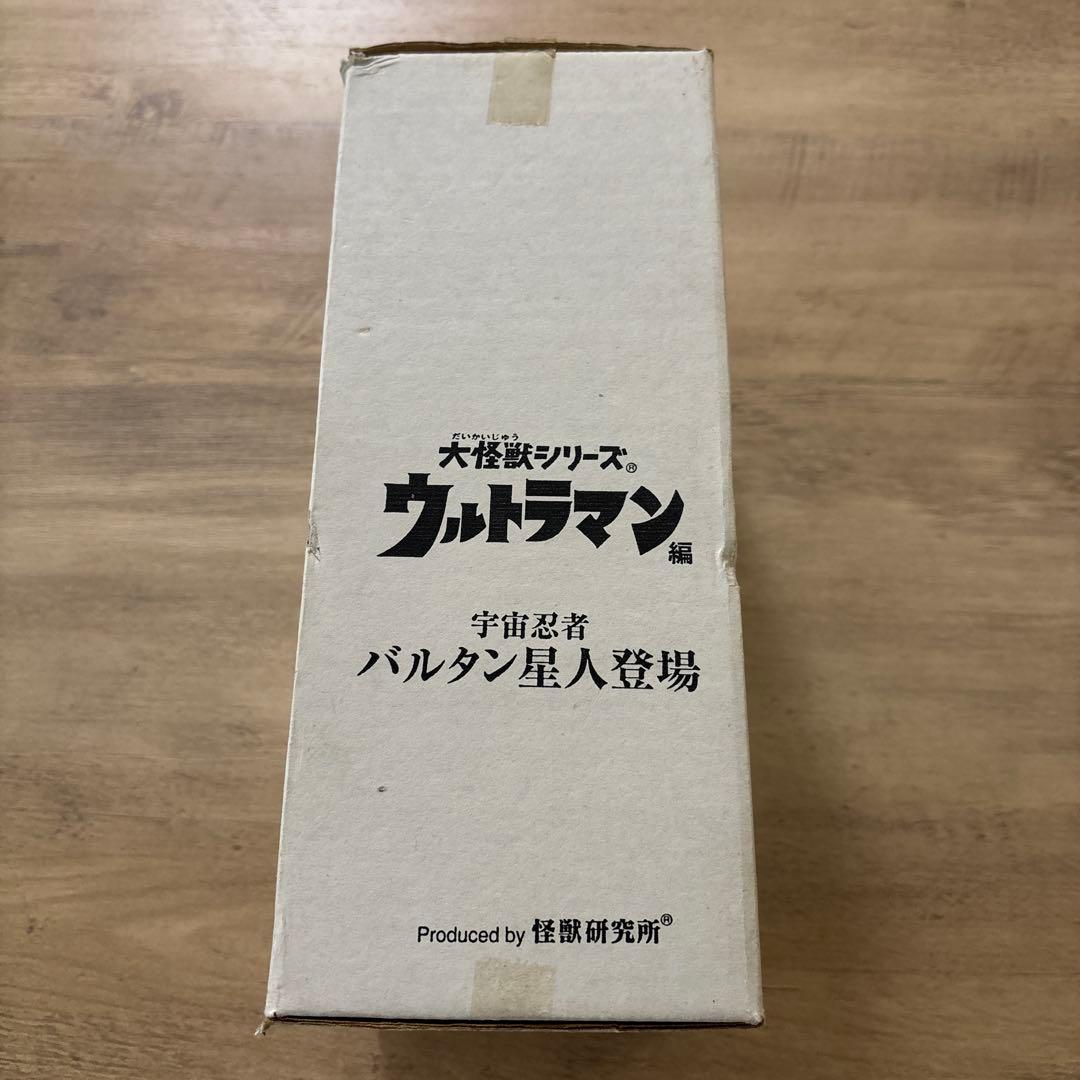 だいかいじゅう
大怪獣シリーズ®
ウルトラマン編
宇宙忍者
バルタン星人登場
Produced by 怪獣研究所®